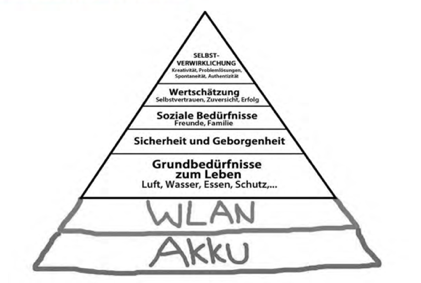 SELBST-
VERWIRKLICHUNG
Kreativität, Problemlösungen,
Spontaneität, Authentizität
Wertschätzung
Selbstvertrauen, Zuversicht, Erfolg
Soziale Bedürfnisse
Freunde, Familie
Sicherheit und Geborgenheit
Grundbedürfnisse
zum Leben
Luft, Wasser, Essen, Schutz,...
WLAN
Akku